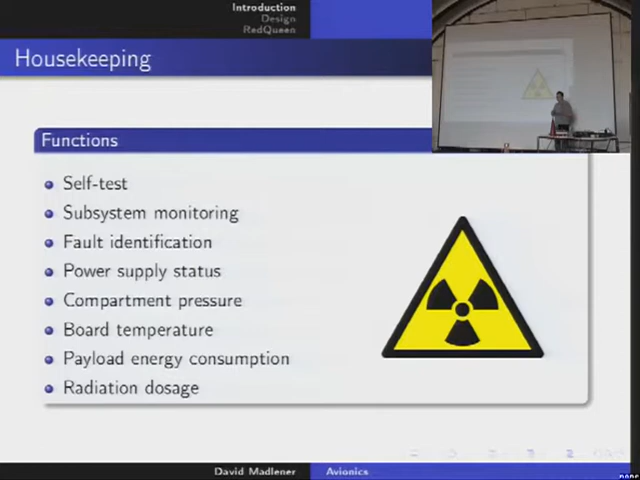 Introduction
Design
RedQueen
Housekeeping
Functions
Self-test
Subsystem monitoring
Fault identification
Power supply status
Compartment pressure
Board temperature
Payload energy consumption
Radiation dosage
David Madlener
Avionics